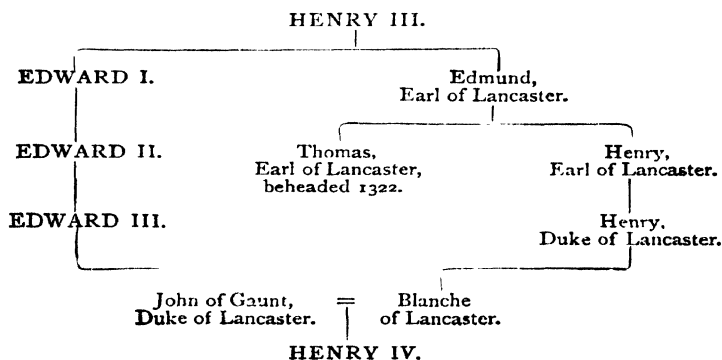 HENRY III.
EDWARD I.
Edmund,
Earl of Lancaster.
EDWARD II.
Thomas,
Earl of Lancaster,
beheaded 1322.
Henry,
Earl of Lancaster.
EDWARD III.
Henry,
Duke of Lancaster.
John of Gaunt,
Duke of Lancaster.
=
Blanche
of Lancaster.
HENRY IV.